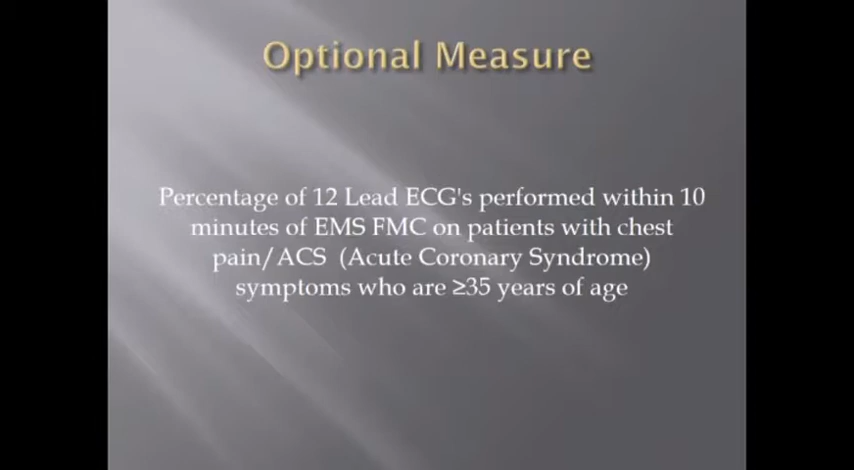 Optional Measure
Percentage of 12 Lead ECG's performed within 10
minutes of EMS FMC on patients with chest
pain/ACS (Acute Coronary Syndrome)
symptoms who are ≥35 years of age